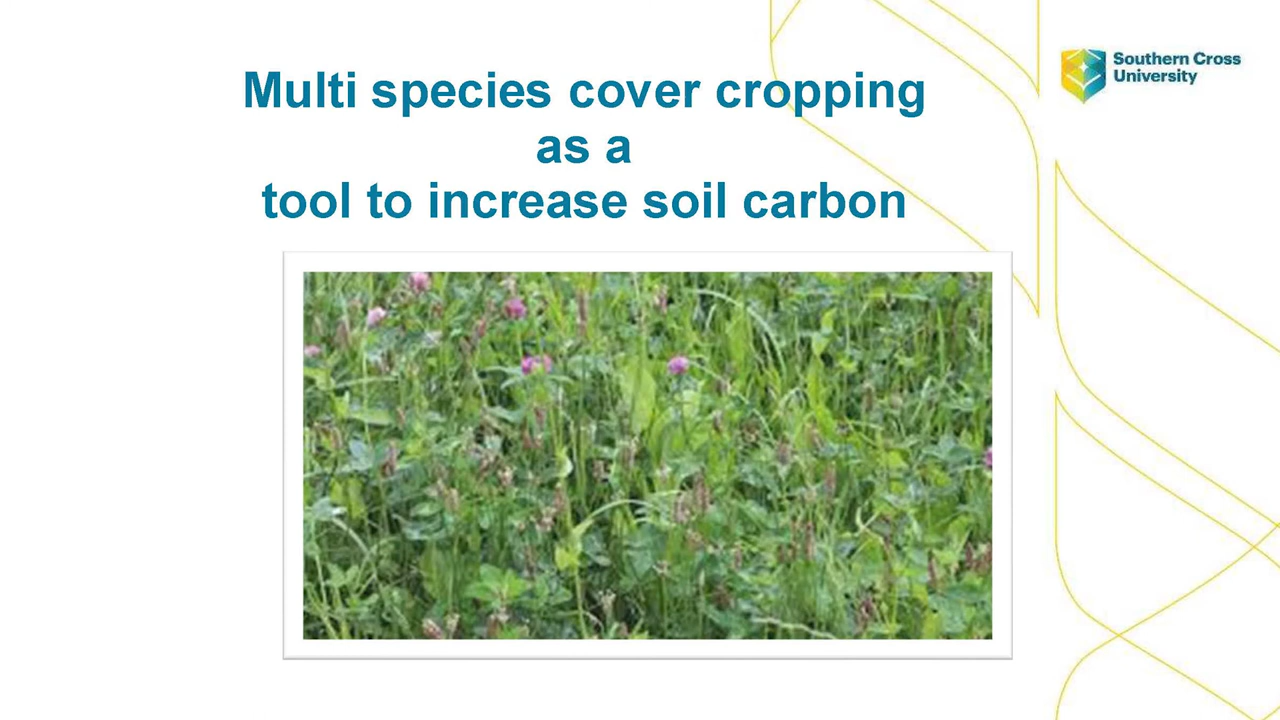 Multi species cover cropping
as a
tool to increase soil carbon
Southern Cross
University